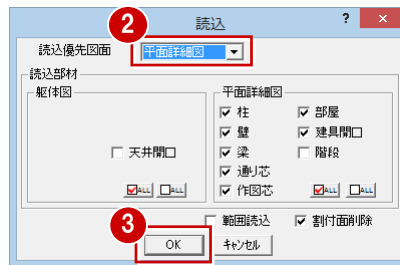 2
読込
?
×
読込優先図面
平面詳細図
読込部材
躯体図
天井開口
ALL
ALL
平面詳細図
柱
部屋
壁
建具開口
梁
階段
通り芯
作図芯
ALL
ALL
3
範囲読込
割付面削除
OK
ｷｬﾝｾﾙ